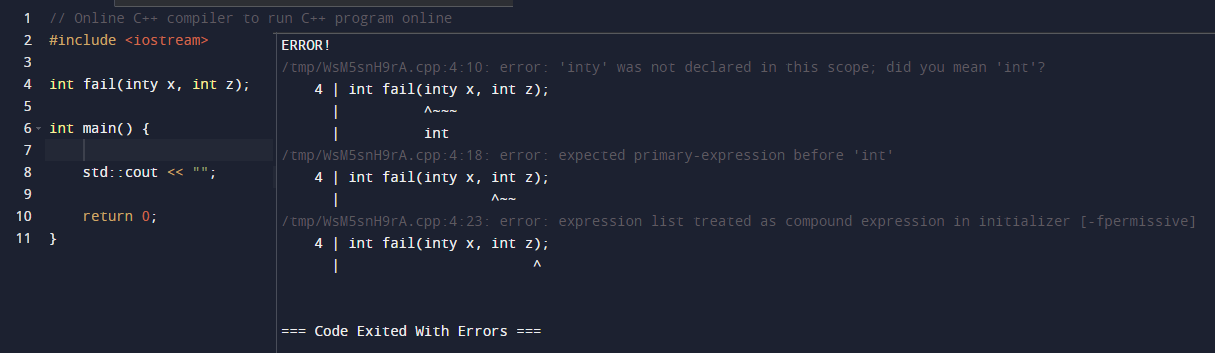 1 // Online C++ compiler to run C++ program online
2 #include <iostream>
3
4 int fail(inty x, int z);
5
6 int main() {
7
8 std::cout << "";
9
10 return 0;
11 }
ERROR!
/tmp/WsM5snH9rA.cpp:4:10: error: 'inty' was not declared in this scope; did you mean 'int'?
4 | int fail(inty x, int z);
| ^~~~
| int
/tmp/WsM5snH9rA.cpp:4:18: error: expected primary-expression before 'int'
4 | int fail(inty x, int z);
| ^~~
/tmp/WsM5snH9rA.cpp:4:23: error: expression list treated as compound expression in initializer [-fpermissive]
4 | int fail(inty x, int z);
| ^
=== Code Exited With Errors ===